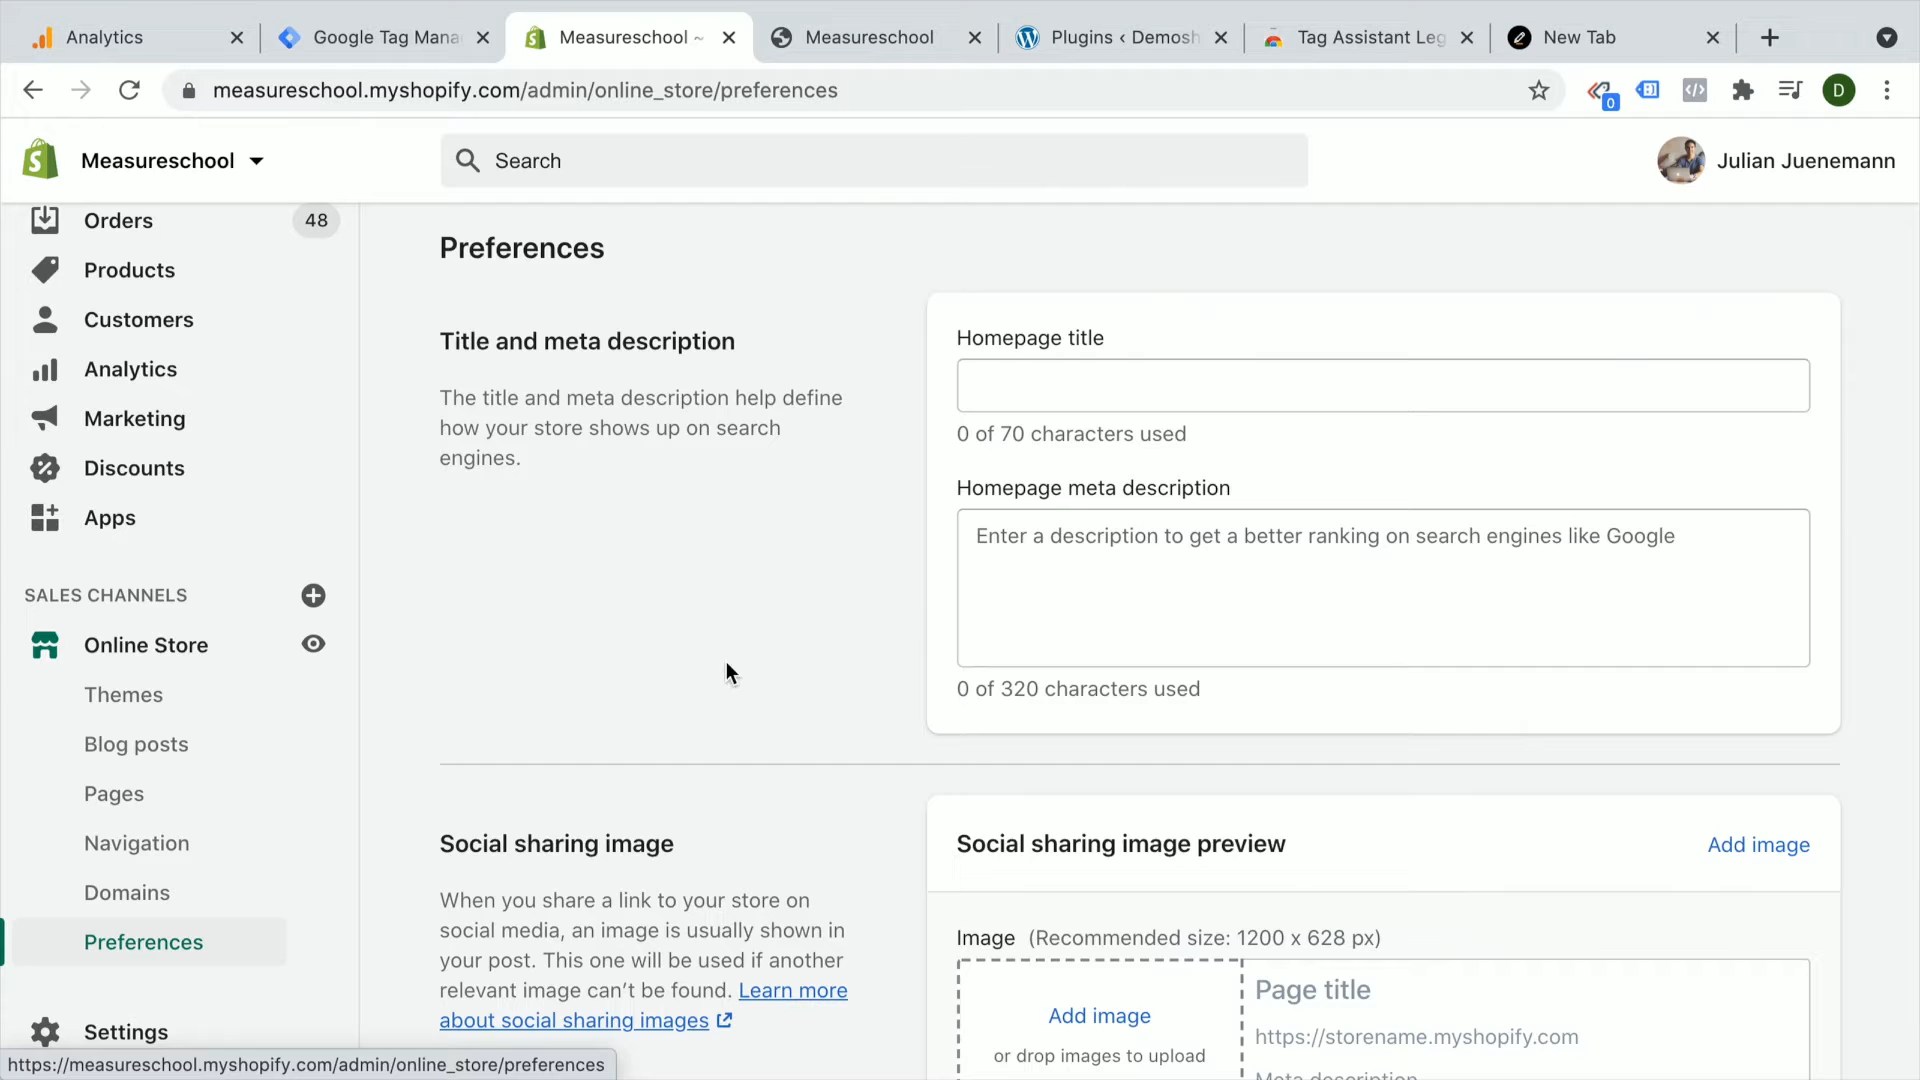 Analytics
Google Tag Mana
Measureschool ~
Measureschool
Plugins ‹ Demosh
Tag Assistant Leg
New Tab
measureschool.myshopify.com/admin/online_store/preferences
0
D
Measureschool
Search
Julian Juenemann
Orders
48
Products
Customers
Analytics
Marketing
Discounts
Apps
SALES CHANNELS
Online Store
Themes
Blog posts
Pages
Navigation
Domains
Preferences
Settings
https://measureschool.myshopify.com/admin/online_store/preferences
Preferences
Title and meta description
The title and meta description help define
how your store shows up on search
engines.
Homepage title
0 of 70 characters used
Homepage meta description
Enter a description to get a better ranking on search engines like Google
0 of 320 characters used
Social sharing image
When you share a link to your store on
social media, an image is usually shown in
your post. This one will be used if another
relevant image can't be found. Learn more
about social sharing images
Social sharing image preview
Add image
Image (Recommended size: 1200 x 628 px)
Add image
or drop images to upload
Page title
https://storename.myshopify.com
Meta description